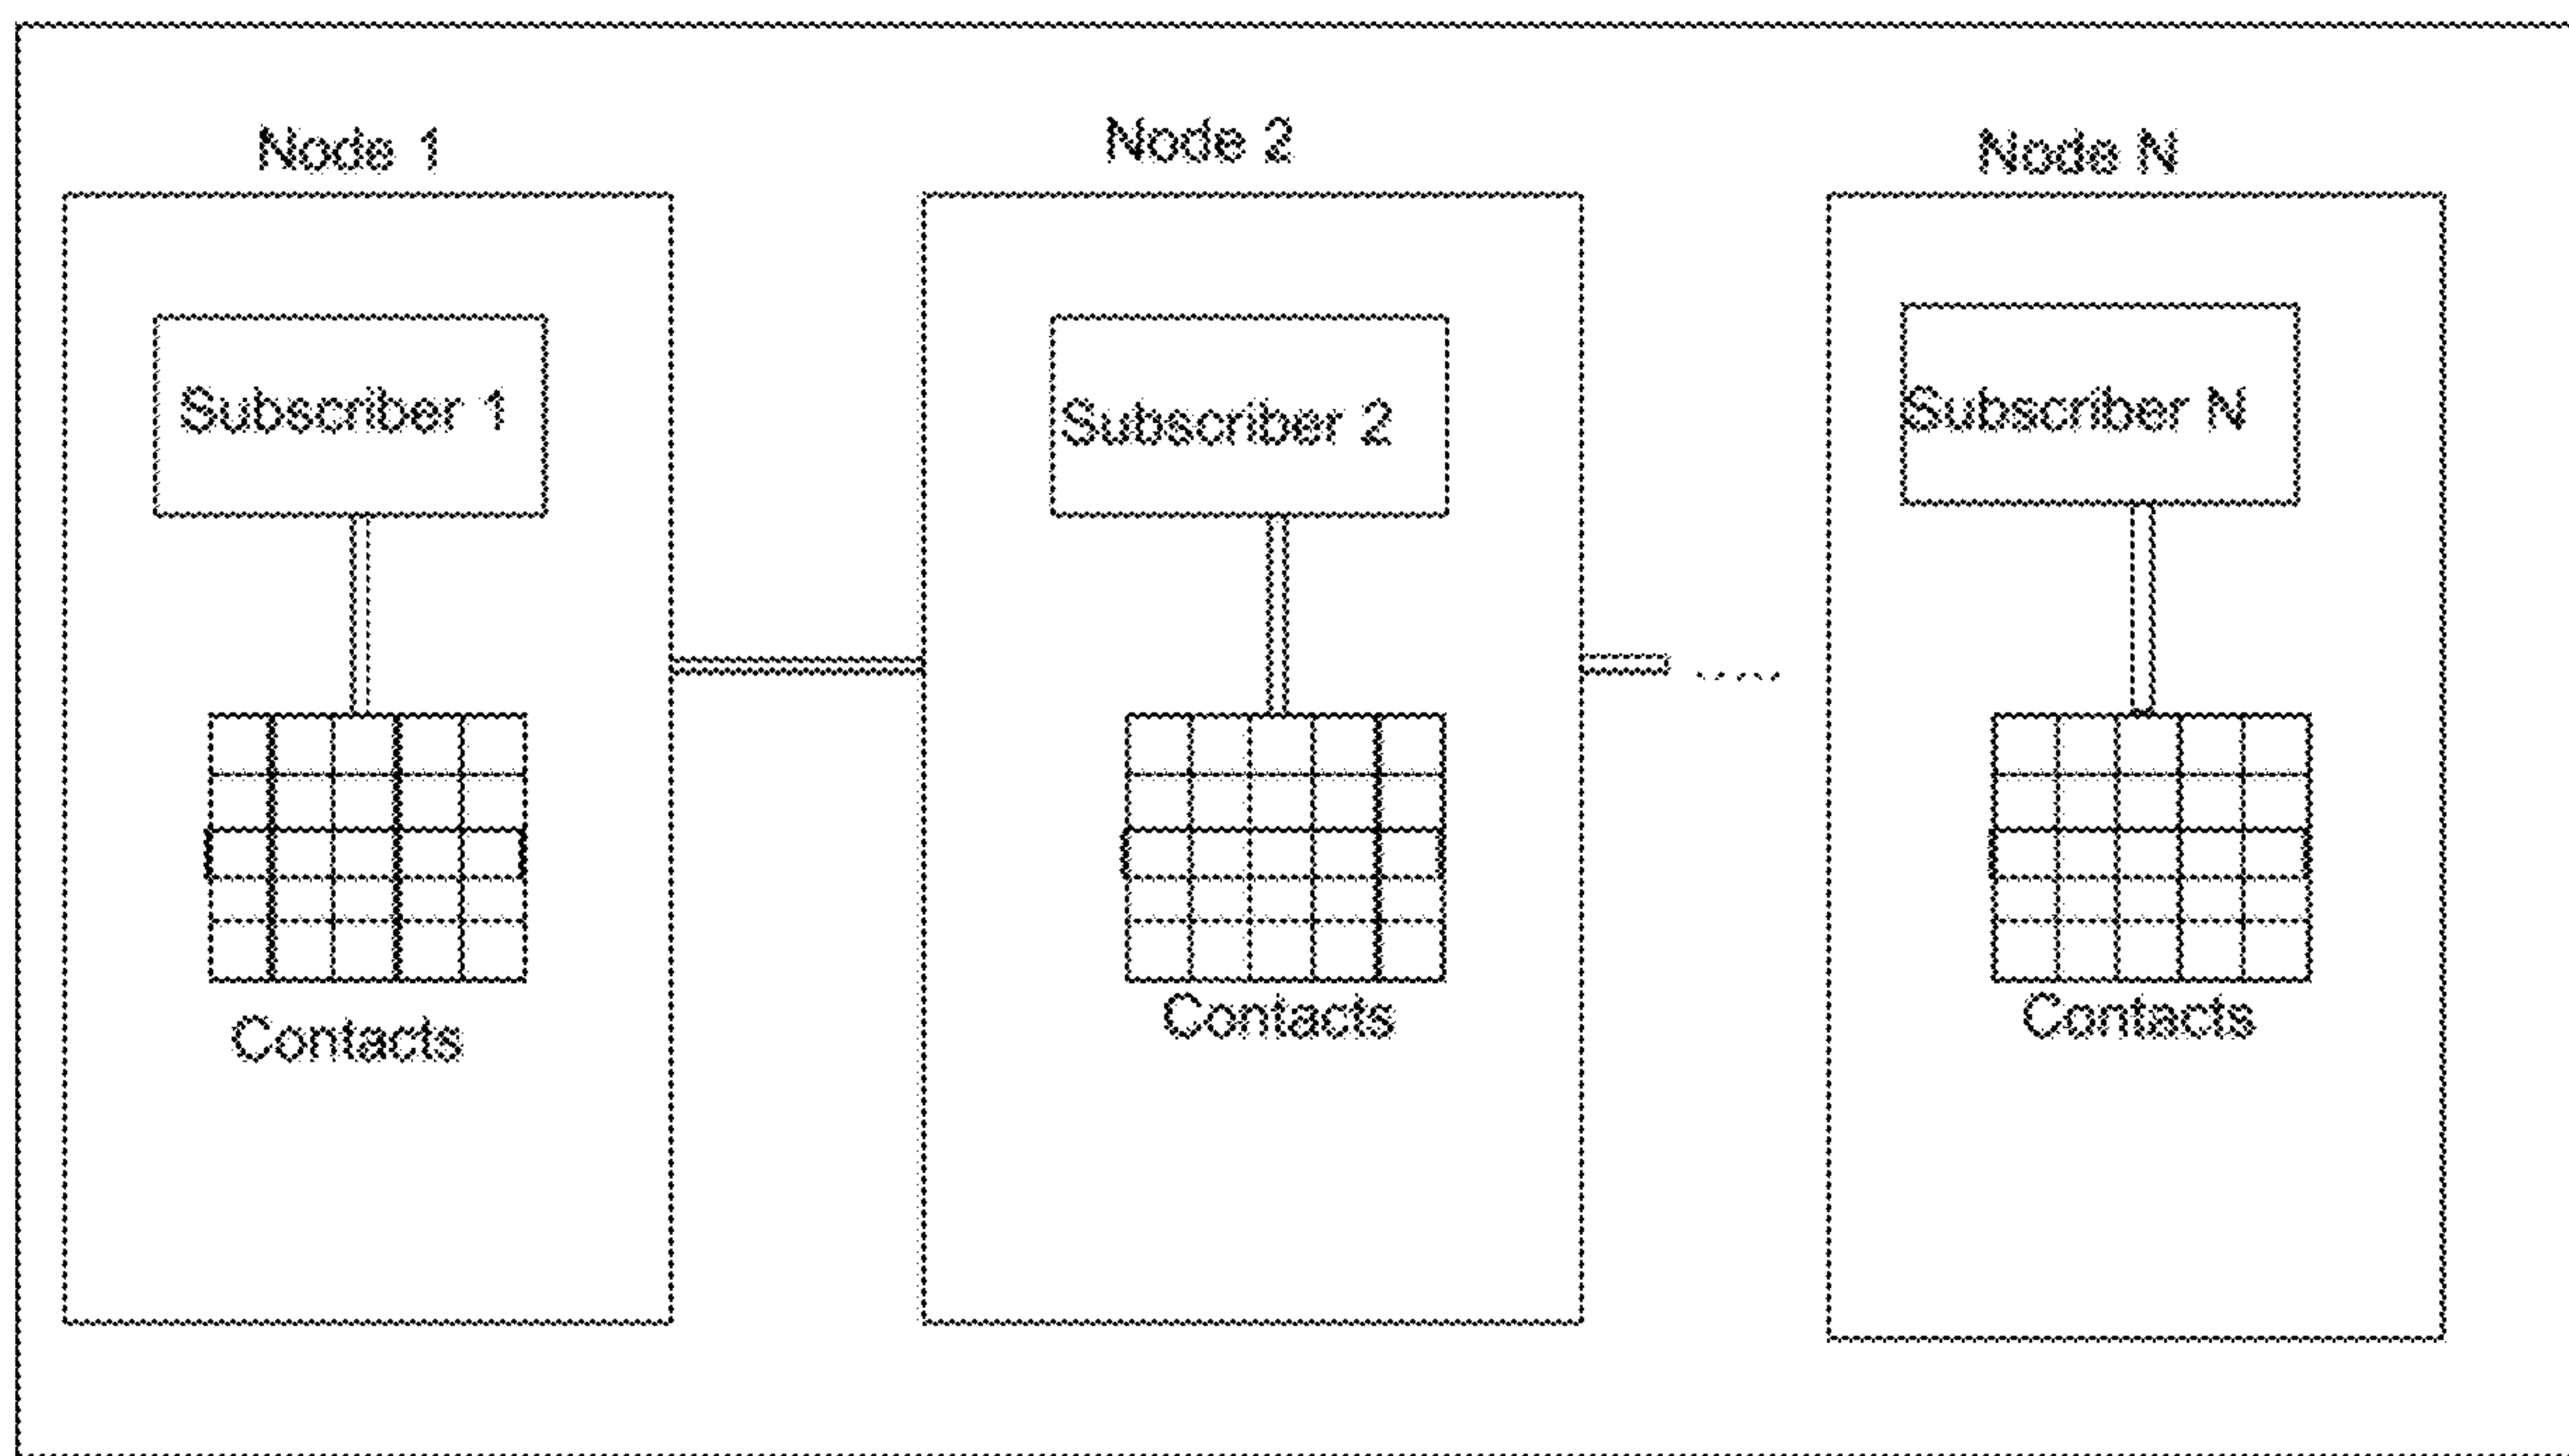 Node 1
Subscriber 1
Contacts
Node 2
Subscriber 2
Contacts
.....
Node N
Subscriber N
Contacts